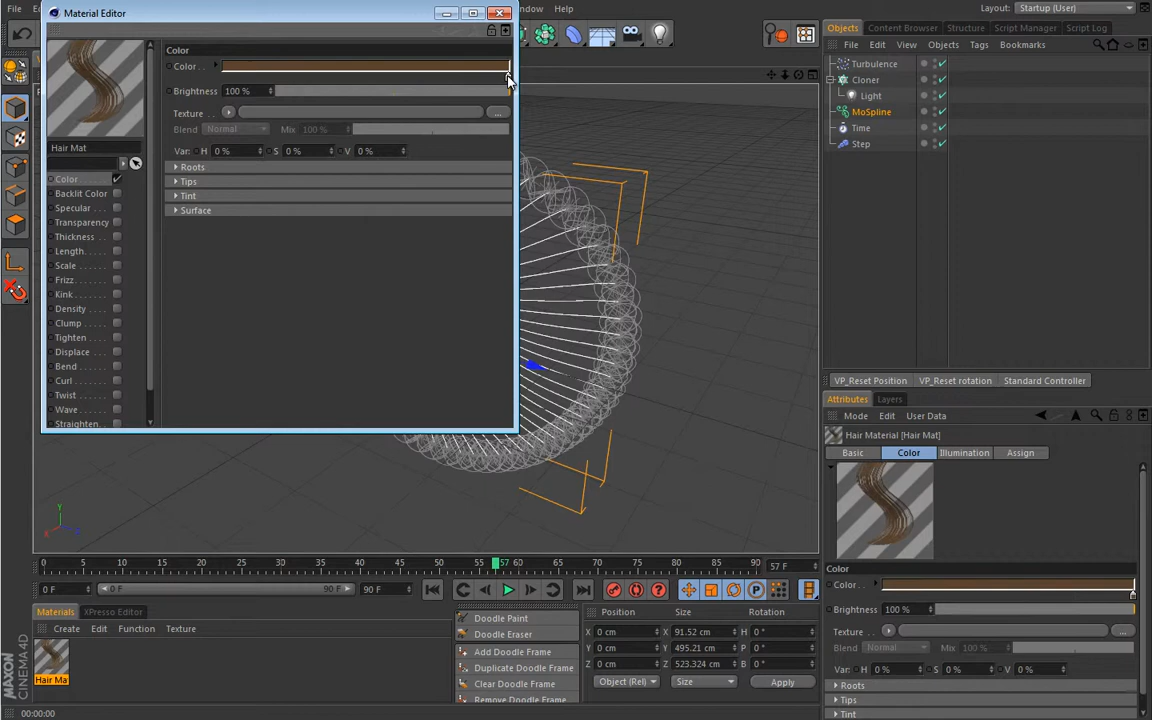 File
Material Editor
Window Help
Layout: Startup (User)
Color
Color . .
Brightness 100 %
Texture . . . . . .
Blend Normal Mix 100 %
Var: H 0 % S 0 % V 0 %
Roots
Tips
Tint
Surface
Hair Mat
Color . . . . . . .
Backlit Color
Specular . . .
Transparency
Thickness . .
Length. . . . .
Scale . . . . .
Frizz . . . . . .
Kink . . . . . .
Density . . . .
Clump . . . . .
Tighten . . . .
Displace . . .
Bend . . . . . .
Curl . . . . . .
Twist . . . . .
Wave. . . . . .
Straighten. .
Objects Content Browser Structure Script Manager Script Log
File Edit View Objects Tags Bookmarks
Turbulence
Cloner
Light
MoSpline
Time
Step
VP_Reset Position VP_Reset rotation Standard Controller
Attributes Layers
Mode Edit User Data
Hair Material [Hair Mat]
Basic Color Illumination Assign
Color
Color . .
Brightness 100 %
Texture . . . .
Blend Normal Mix 100 %
Var: H 0 % S 0 % V 0 %
Roots
Tips
Tint
Y
X Z
0 5 10 15 20 25 30 35 40 45 50 57 60 65 70 75 80 85 90 57 F
0 F 0 F 90 F 90 F
Materials XPresso Editor
Create Edit Function Texture
Hair Ma
Doodle Paint
Doodle Eraser
Add Doodle Frame
Duplicate Doodle Frame
Clear Doodle Frame
Remove Doodle Frame
Position Size Rotation
X 0 cm X 91.52 cm H 0 °
Y 0 cm Y 495.21 cm P 0 °
Z 0 cm Z 523.324 cm B 0 °
Object (Rel) Size Apply
MAXON
CINEMA 4D
00:00:00